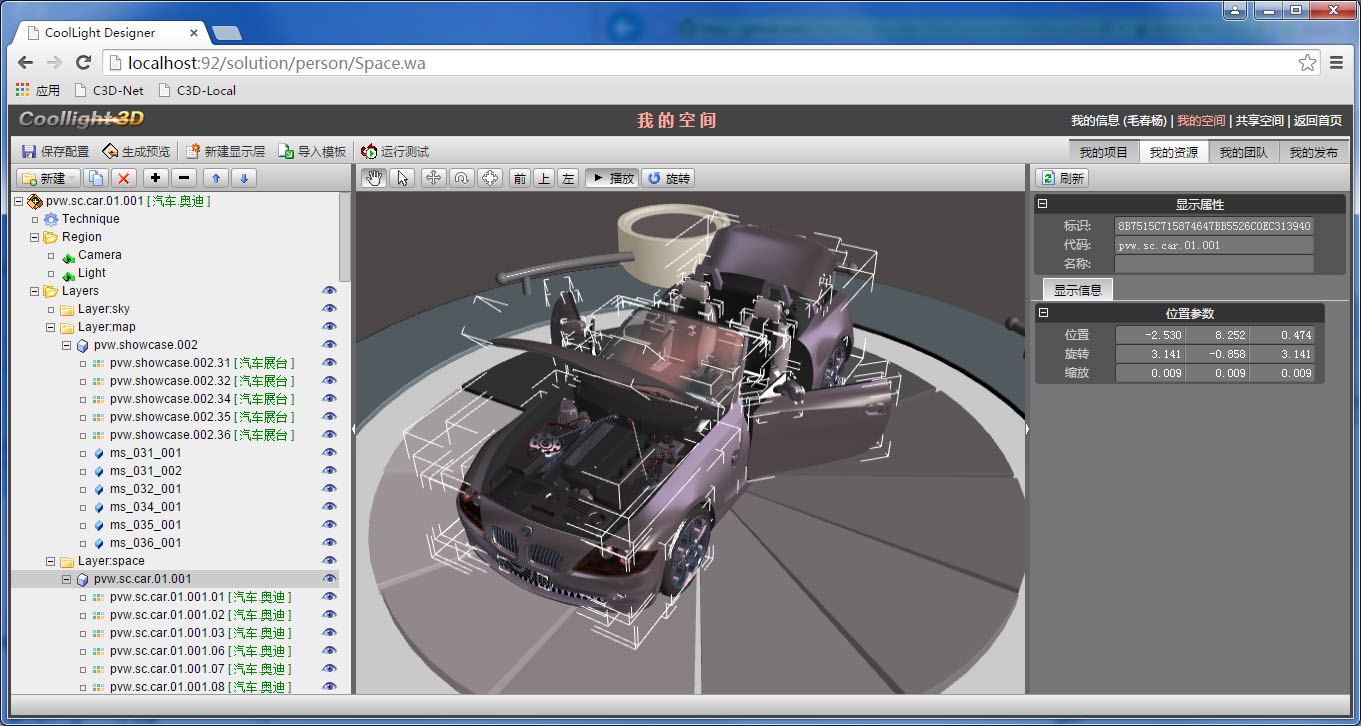 CoolLight Designer
localhost:92/solution/person/Space.wa
应用 C3D-Net C3D-Local
Coollight 3D 我的空间 我的信息 (毛春杨) | 我的空间 | 共享空间 | 返回首页
保存配置 生成预览 新建显示层 导入模板 运行测试 我的项目 我的资源 我的团队 我的发布
新建 前 上 左 播放 旋转 刷新
pvw.sc.car.01.001 [ 汽车.奥迪 ]
Technique
Region
Camera
Light
Layers
Layer:sky
Layer:map
pvw.showcase.002
pvw.showcase.002.31 [ 汽车展台 ]
pvw.showcase.002.32 [ 汽车展台 ]
pvw.showcase.002.34 [ 汽车展台 ]
pvw.showcase.002.35 [ 汽车展台 ]
pvw.showcase.002.36 [ 汽车展台 ]
ms_031_001
ms_031_002
ms_032_001
ms_034_001
ms_035_001
ms_036_001
Layer:space
pvw.sc.car.01.001
pvw.sc.car.01.001.01 [ 汽车.奥迪 ]
pvw.sc.car.01.001.02 [ 汽车.奥迪 ]
pvw.sc.car.01.001.03 [ 汽车.奥迪 ]
pvw.sc.car.01.001.06 [ 汽车.奥迪 ]
pvw.sc.car.01.001.07 [ 汽车.奥迪 ]
pvw.sc.car.01.001.08 [ 汽车.奥迪 ]
显示属性
标识: 8B7515C715874647BB5526C0EC313940
代码: pvw.sc.car.01.001
名称:
显示信息
位置参数
位置 -2.530 8.252 0.474
旋转 3.141 -0.858 3.141
缩放 0.009 0.009 0.009